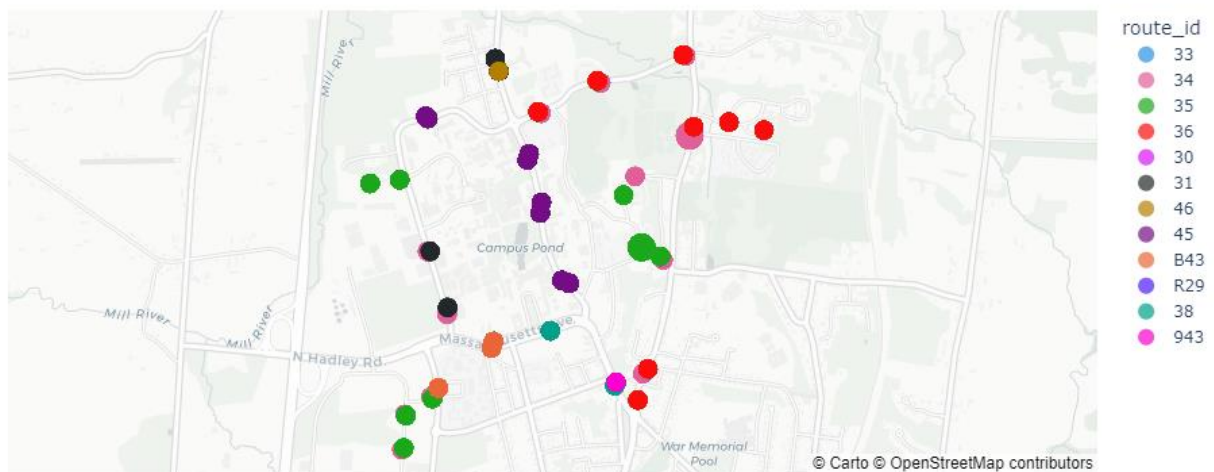 route_id
33
34
35
36
30
31
46
45
B43
R29
38
943
Mill River
Campus Pond
Mill River
Mill River
N Hadley Rd.
Massachusetts Ave.
War Memorial
Pool
© Carto © OpenStreetMap contributors